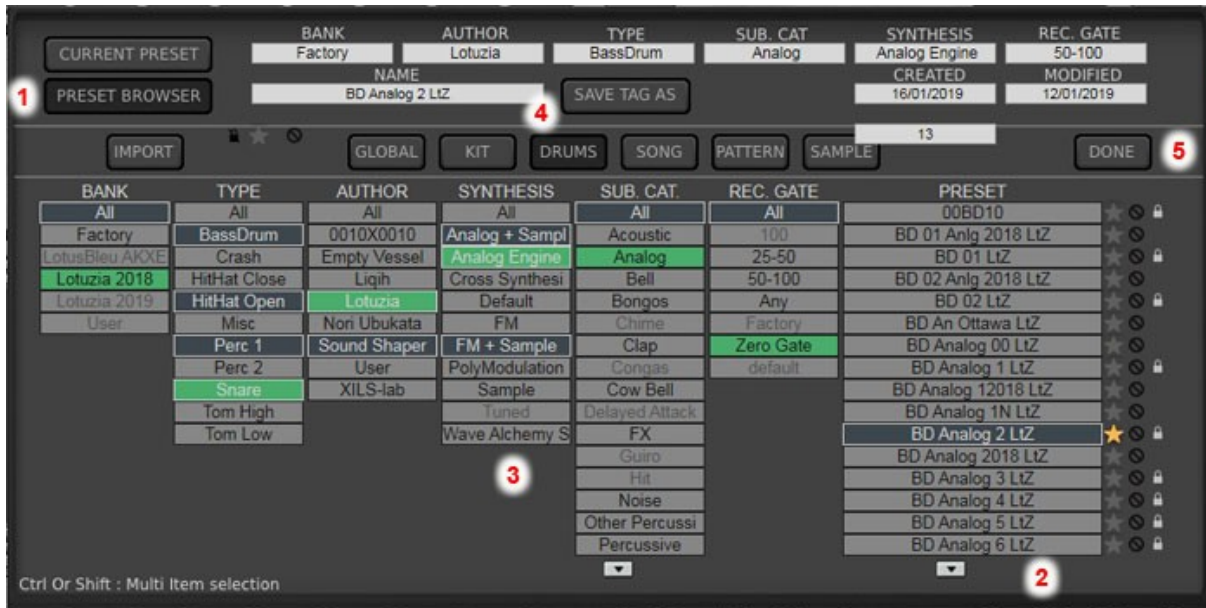 BANK AUTHOR TYPE SUB. CAT SYNTHESIS REC. GATE
CURRENT PRESET Factory Lotuzia BassDrum Analog Analog Engine 50-100
NAME CREATED MODIFIED
1 PRESET BROWSER BD Analog 2 LtZ 4 SAVE TAG AS 16/01/2019 12/01/2019
13
IMPORT GLOBAL KIT DRUMS SONG PATTERN SAMPLE DONE 5
BANK TYPE AUTHOR SYNTHESIS SUB. CAT. REC. GATE PRESET
All All All All All All 00BD10
Factory BassDrum 0010X0010 Analog + Sampl Acoustic 100 BD 01 Anlg 2018 LtZ
LotusBleu AKXE Crash Empty Vessel Analog Engine Analog 25-50 BD 01 LtZ
Lotuzia 2018 HitHat Close Liqih Cross Synthesi Bell 50-100 BD 02 Anlg 2018 LtZ
Lotuzia 2019 HitHat Open Lotuzia Default Bongos Any BD 02 LtZ
User Misc Nori Ubukata FM Chime Factory BD An Ottawa LtZ
Perc 1 Sound Shaper FM + Sample Clap Zero Gate BD Analog 00 LtZ
Perc 2 User PolyModulation Congas default BD Analog 1 LtZ
Snare XILS-lab Sample Cow Bell BD Analog 12018 LtZ
Tom High Tuned Delayed Attack BD Analog 1N LtZ
Tom Low Wave Alchemy S FX BD Analog 2 LtZ
Guiro BD Analog 2018 LtZ
3 Hit BD Analog 3 LtZ
Noise BD Analog 4 LtZ
Other Percussi BD Analog 5 LtZ
Percussive BD Analog 6 LtZ
2
Ctrl Or Shift : Multi Item selection